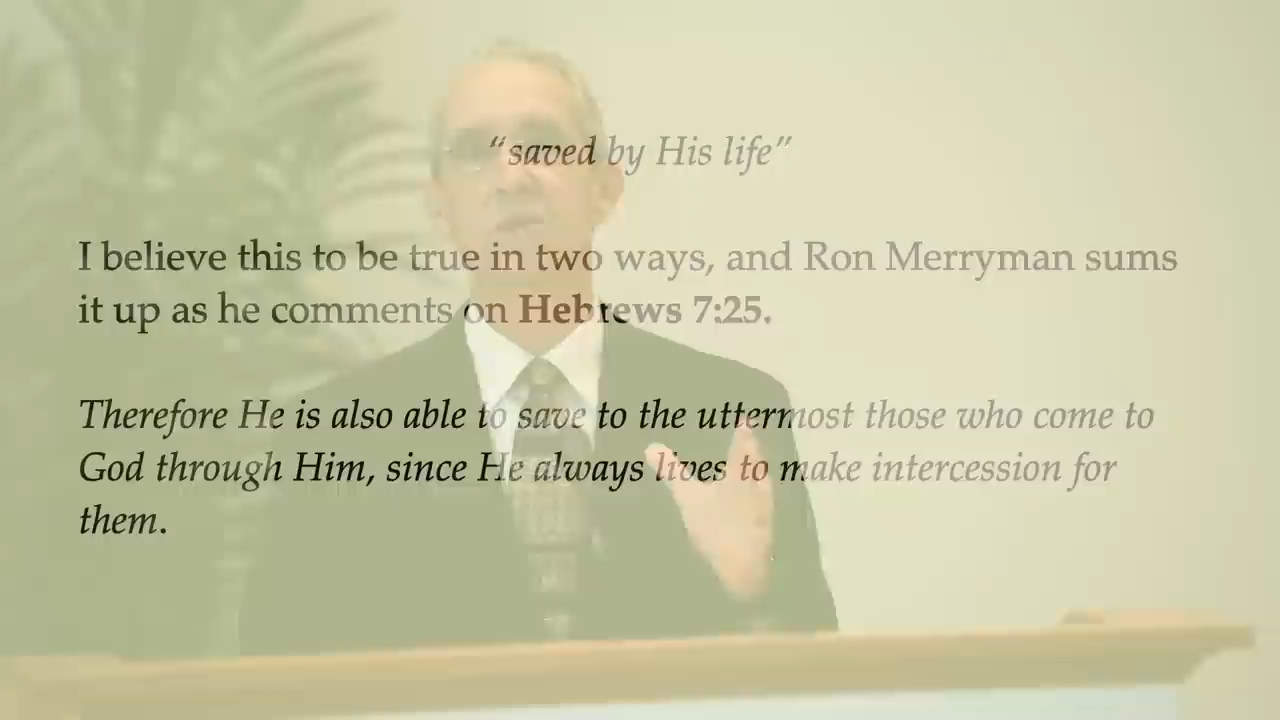 “saved by His life”
I believe this to be true in two ways, and Ron Merryman sums
it up as he comments on Hebrews 7:25.
Therefore He is also able to save to the uttermost those who come to
God through Him, since He always lives to make intercession for
them.